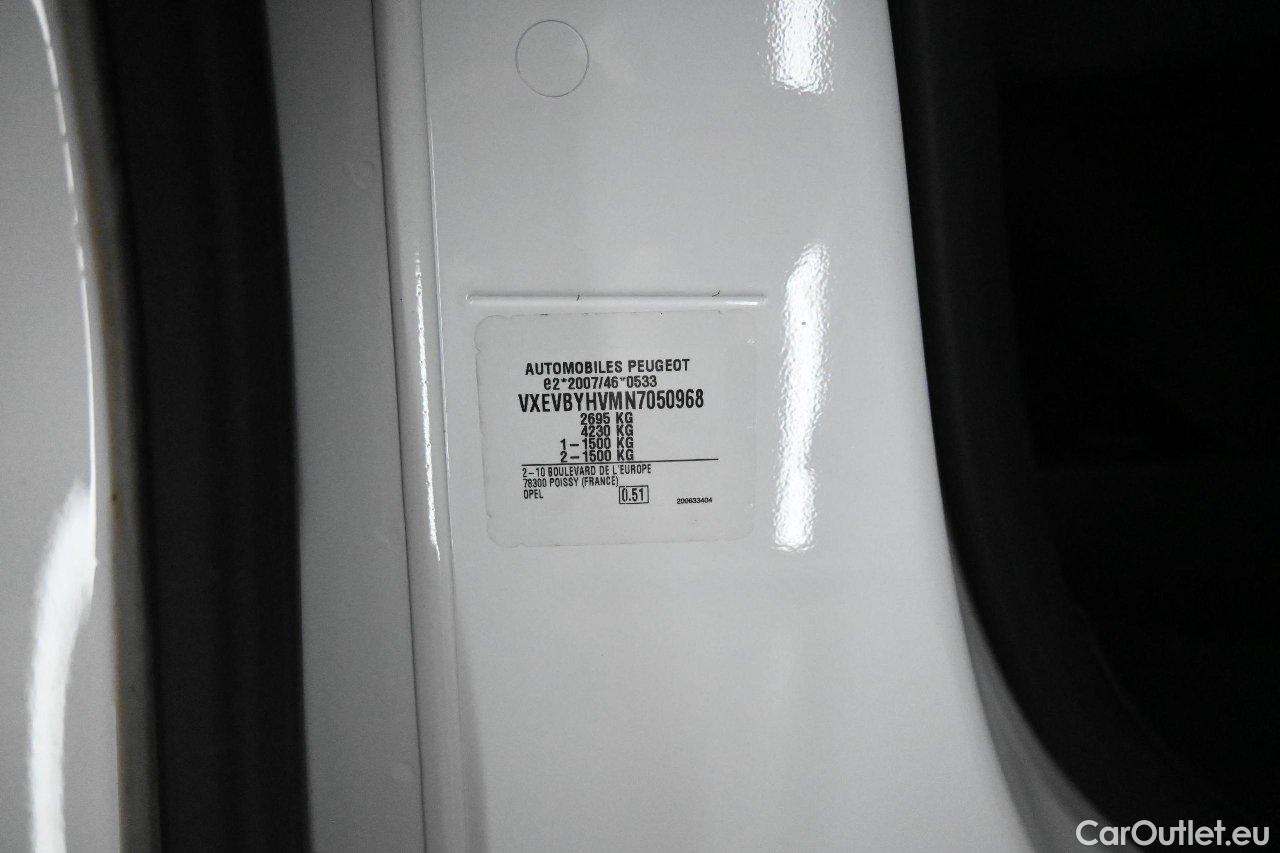 AUTOMOBILES PEUGEOT
e2*2007/46*0533
VXEVBYHVMN7050968
2695 KG
4230 KG
1-1500 KG
2-1500 KG
2-10 BOULEVARD DE L'EUROPE
78300 POISSY (FRANCE)
OPEL 0.51 200633404
CarOutlet.eu